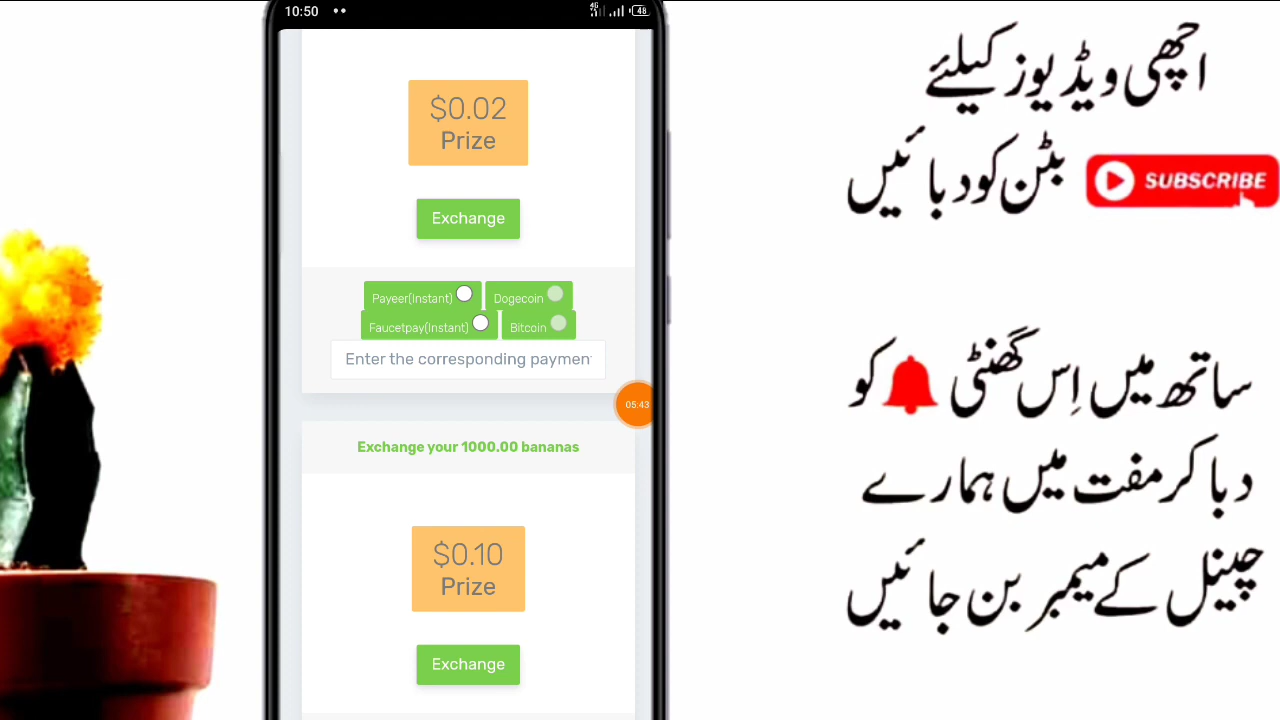 10:50
4G
48
$0.02
Prize
Exchange
Payeer(Instant)
Dogecoin
Faucetpay(Instant)
Bitcoin
Enter the corresponding paymen
05:43
Exchange your 1000.00 bananas
$0.10
Prize
Exchange
اچھی ویڈیوز کیلئے
SUBSCRIBE بٹن کو دبائیں
ساتھ میں اِس گھنٹی کو
دبا کر مفت میں ہمارے
چینل کے میمبر بن جائیں